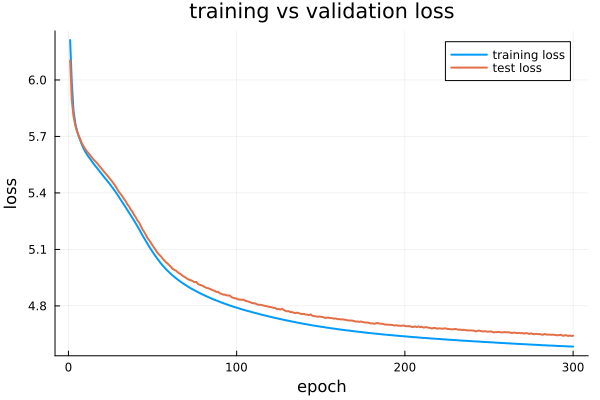 training vs validation loss
training loss
test loss
6.0
5.7
5.4
5.1
4.8
loss
0
100
200
300
epoch